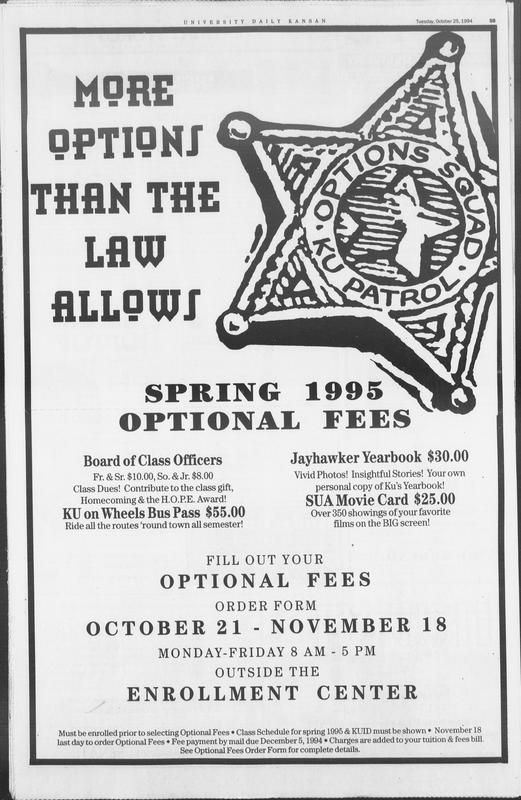 UNIVERSITY DAILY KANSAN
Tuesday, October 25, 1994 5B
MORE
OPTIONS
THAN THE
LAW
ALLOWS
OPTIONS SQUAD
KU PATROL
SPRING 1995
OPTIONAL FEES
Board of Class Officers
Fr. & Sr. $10.00, So. & Jr. $8.00
Class Dues! Contribute to the class gift,
Homecoming & the H.O.P.E. Award!
KU on Wheels Bus Pass $55.00
Ride all the routes 'round town all semester!
Jayhawker Yearbook $30.00
Vivid Photos! Insightful Stories! Your own
personal copy of Ku's Yearbook!
SUA Movie Card $25.00
Over 350 showings of your favorite
films on the BIG screen!
FILL OUT YOUR
OPTIONAL FEES
ORDER FORM
OCTOBER 21 - NOVEMBER 18
MONDAY-FRIDAY 8 AM - 5 PM
OUTSIDE THE
ENROLLMENT CENTER
Must be enrolled prior to selecting Optional Fees • Class Schedule for spring 1995 & KUID must be shown • November 18
last day to order Optional Fees • Fee payment by mail due December 5, 1994 • Charges are added to your tuition & fees bill.
See Optional Fees Order Form for complete details.